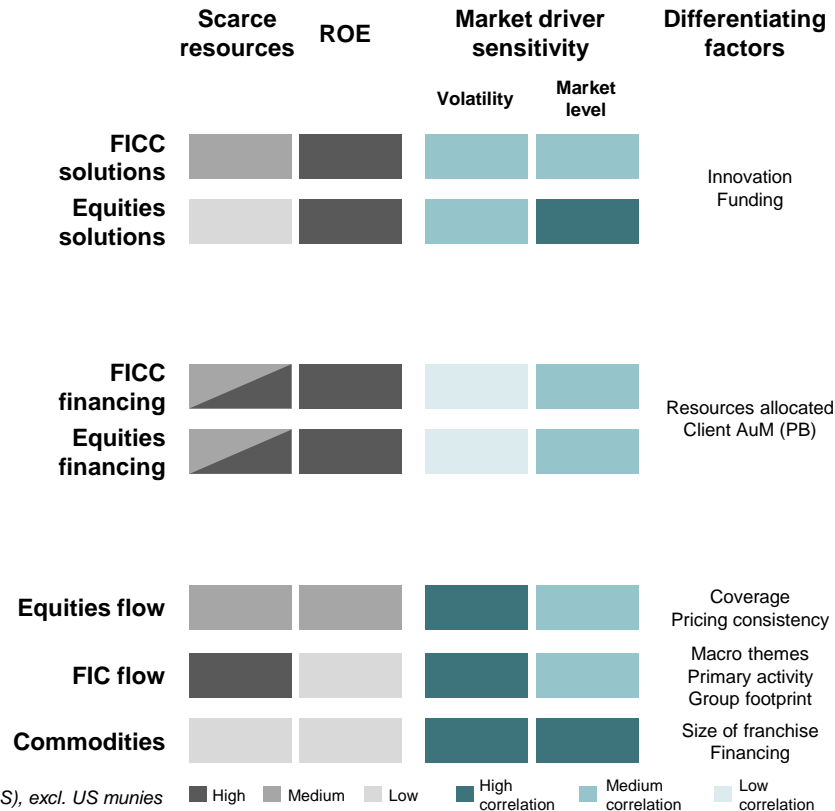 Scarce
resources
ROE
Market driver
sensitivity
Differentiating
factors
Volatility
Market
level
FICC
solutions
Innovation
Funding
Equities
solutions
FICC
financing
Resources allocated
Client AuM (PB)
Equities
financing
Equities flow
Coverage
Pricing consistency
FIC flow
Macro themes
Primary activity
Group footprint
Commodities
Size of franchise
Financing
S), excl. US munies
High
Medium
Low
High
correlation
Medium
correlation
Low
correlation